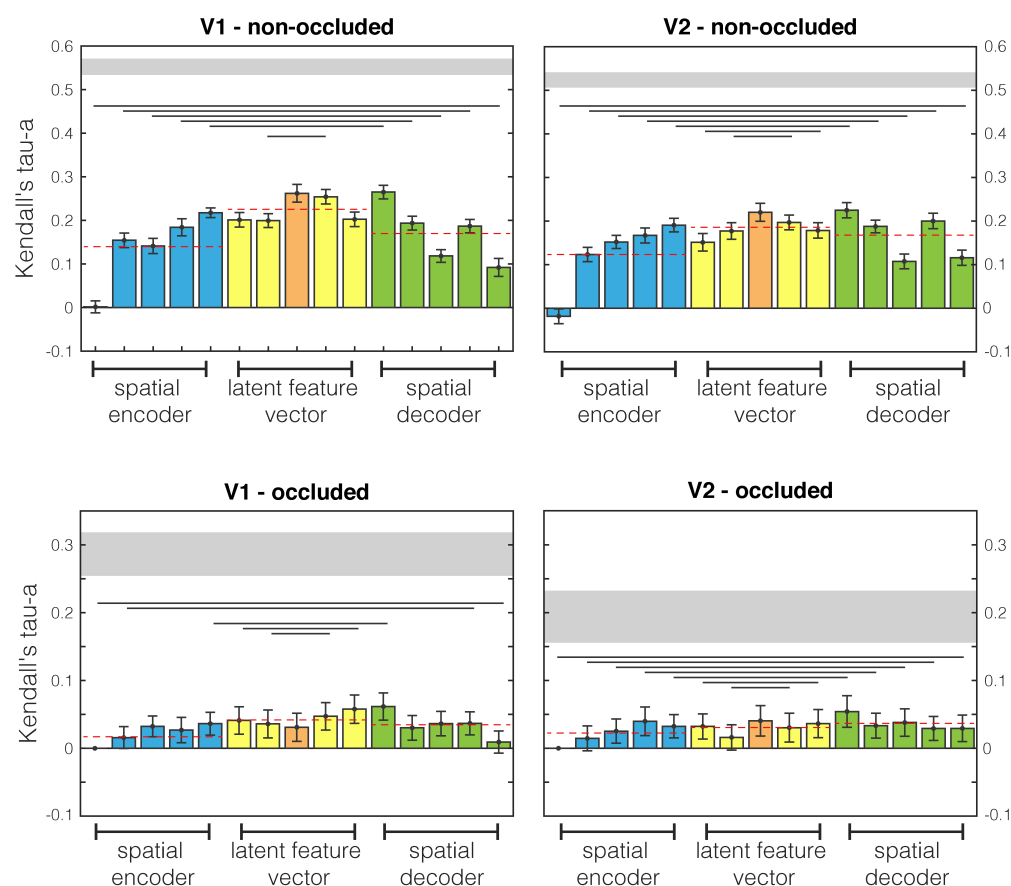 V1 - non-occluded
V2 - non-occluded
Kendall's tau-a
0.6
0.5
0.4
0.3
0.2
0.1
0
-0.1
0.6
0.5
0.4
0.3
0.2
0.1
0
-0.1
spatial encoder
latent feature vector
spatial decoder
spatial encoder
latent feature vector
spatial decoder
V1 - occluded
V2 - occluded
Kendall's tau-a
0.3
0.2
0.1
0
-0.1
0.3
0.2
0.1
0
-0.1
spatial encoder
latent feature vector
spatial decoder
spatial encoder
latent feature vector
spatial decoder